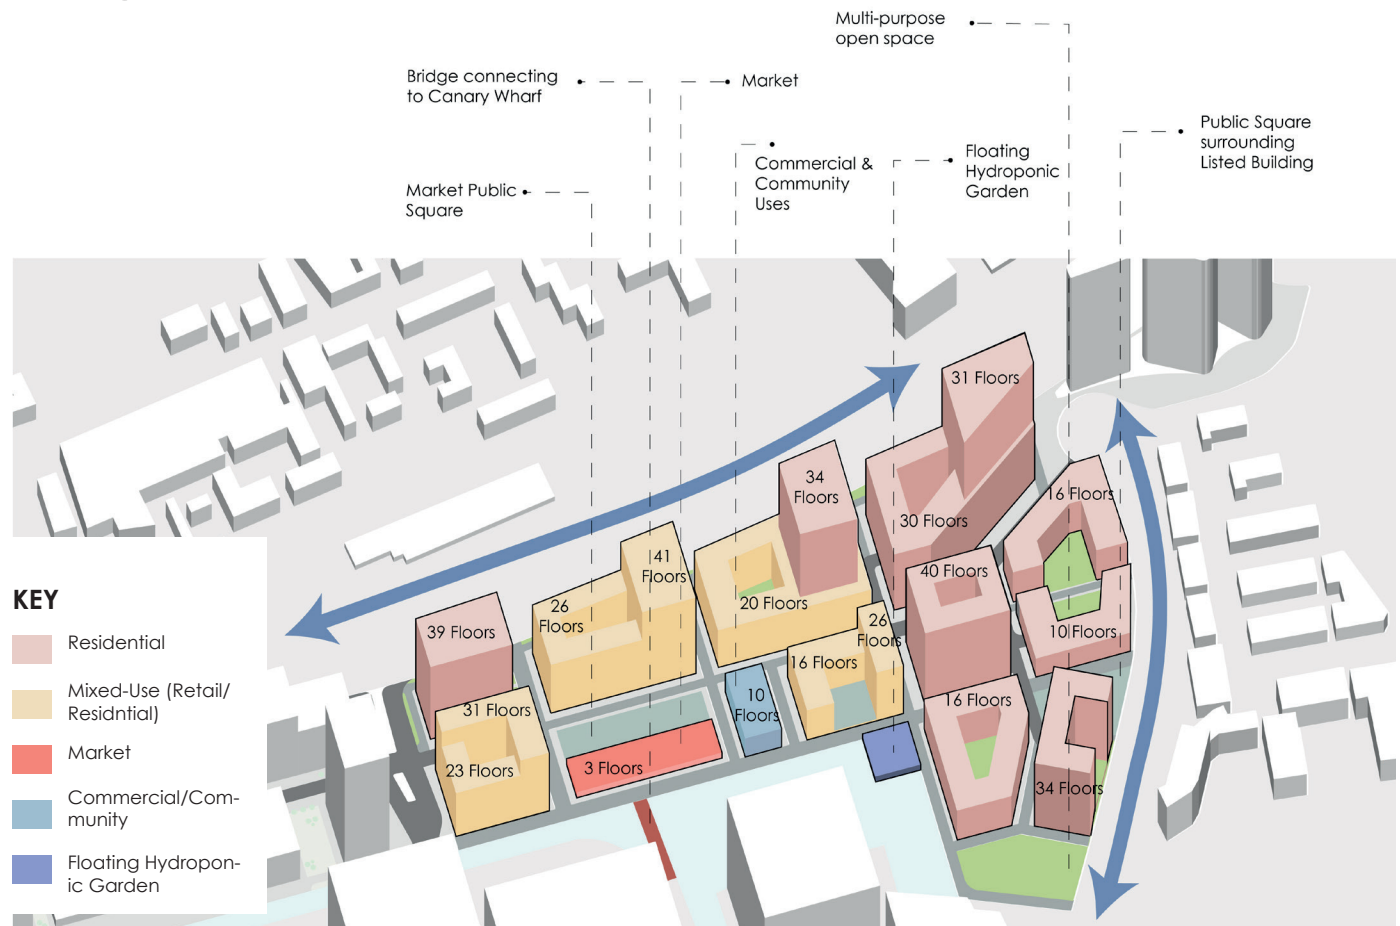 Multi-purpose
open space
Bridge connecting
to Canary Wharf
Market
Public Square
surrounding
Listed Building
Commercial &
Community
Uses
Floating
Hydroponic
Garden
Market Public
Square
31 Floors
34
Floors
16 Floors
30 Floors
41
Floors
40 Floors
26
Floors
20 Floors
39 Floors
26
Floors
10 Floors
16 Floors
10
Floors
16 Floors
31 Floors
23 Floors
3 Floors
34 Floors
KEY
Residential
Mixed-Use (Retail/
Residntial)
Market
Commercial/Com-
munity
Floating Hydropon-
ic Garden